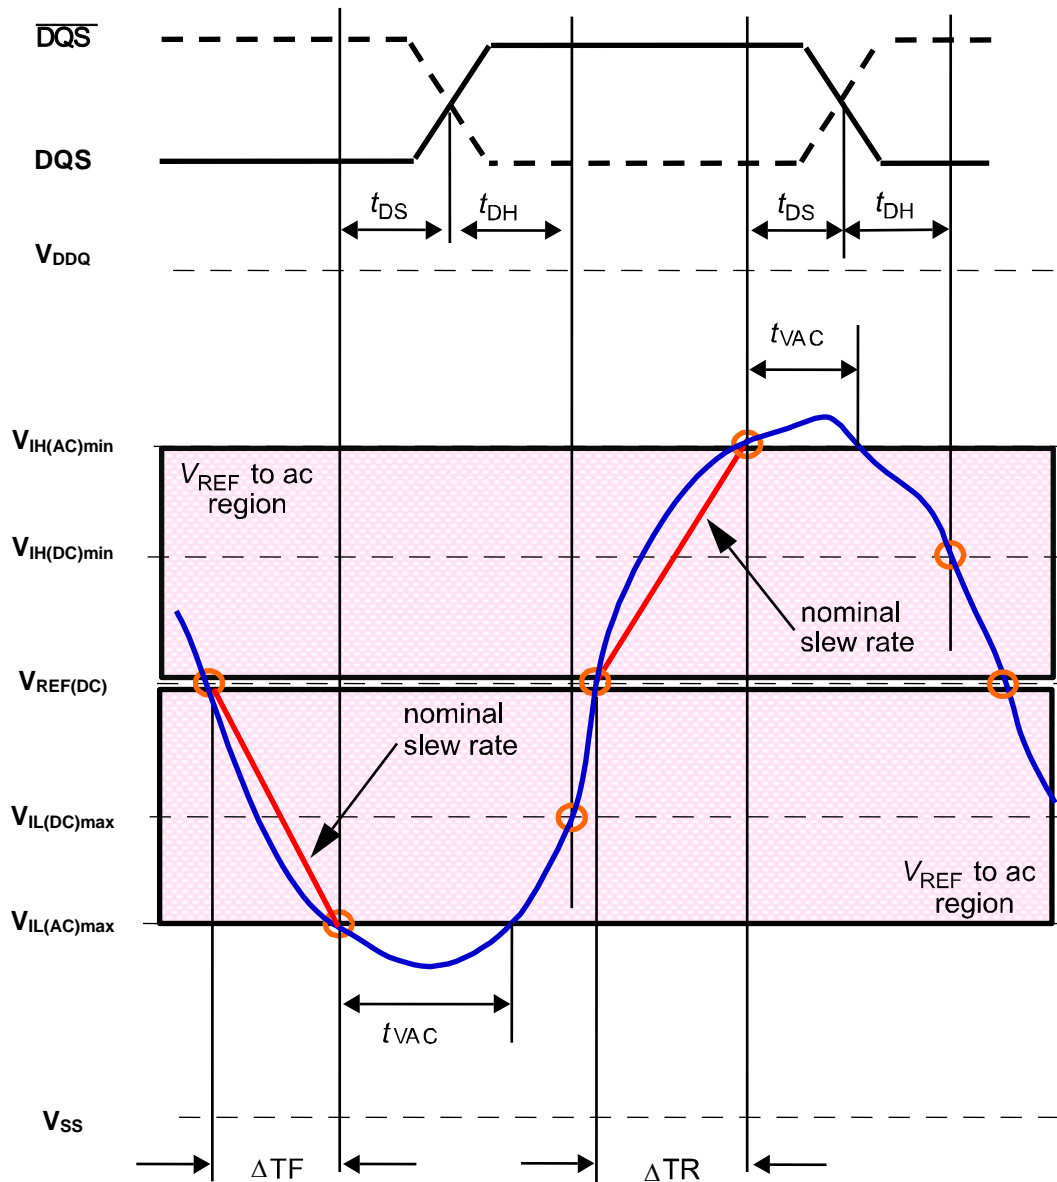 DQS
DQS
tDS
tDH
tDS
tDH
VDDQ
tVAC
VIH(AC)min
VREF to ac
region
VIH(DC)min
nominal
slew rate
VREF(DC)
nominal
slew rate
VIL(DC)max
VREF to ac
region
VIL(AC)max
tVAC
VSS
ΔTF
ΔTR